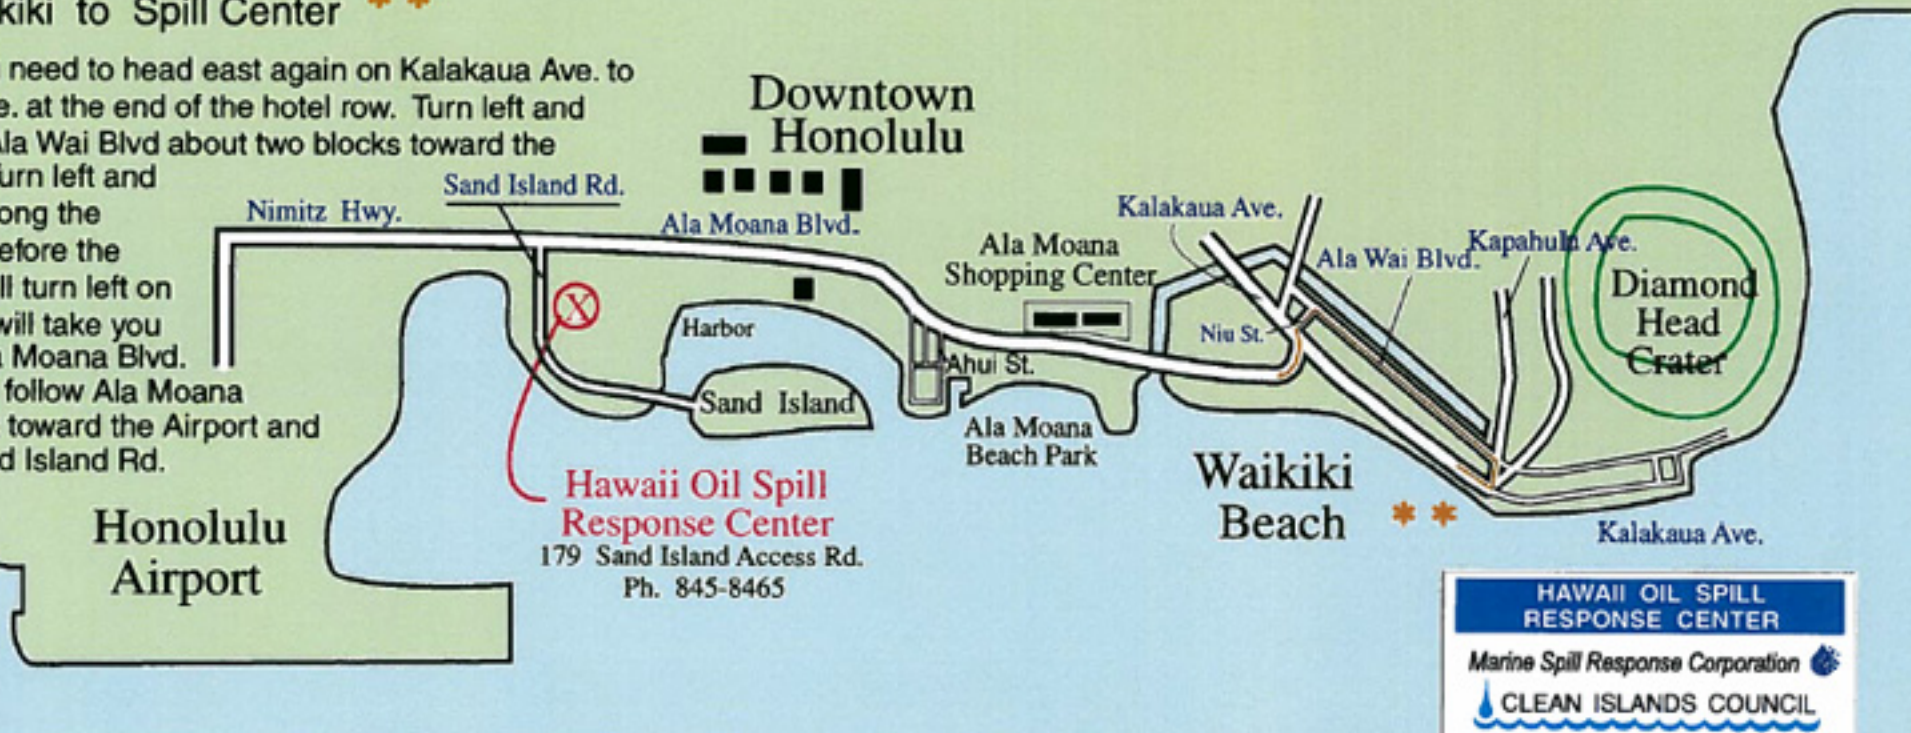 kiki to Spill Center **
need to head east again on Kalakaua Ave. to
e. at the end of the hotel row. Turn left and
Ala Wai Blvd about two blocks toward the
urn left and
ong the
efore the
ll turn left on
will take you
Moana Blvd.
follow Ala Moana
toward the Airport and
d Island Rd.
Downtown
Honolulu
Sand Island Rd.
Nimitz Hwy.
Ala Moana Blvd.
Kalakaua Ave.
Ala Moana
Shopping Center
Ala Wai Blvd.
Kapahulu Ave.
Diamond
Head
Crater
X
Harbor
Niu St.
Ahui St.
Sand Island
Ala Moana
Beach Park
Waikiki
Beach **
Hawaii Oil Spill
Response Center
179 Sand Island Access Rd.
Ph. 845-8465
Honolulu
Airport
Kalakaua Ave.
HAWAII OIL SPILL
RESPONSE CENTER
Marine Spill Response Corporation
CLEAN ISLANDS COUNCIL